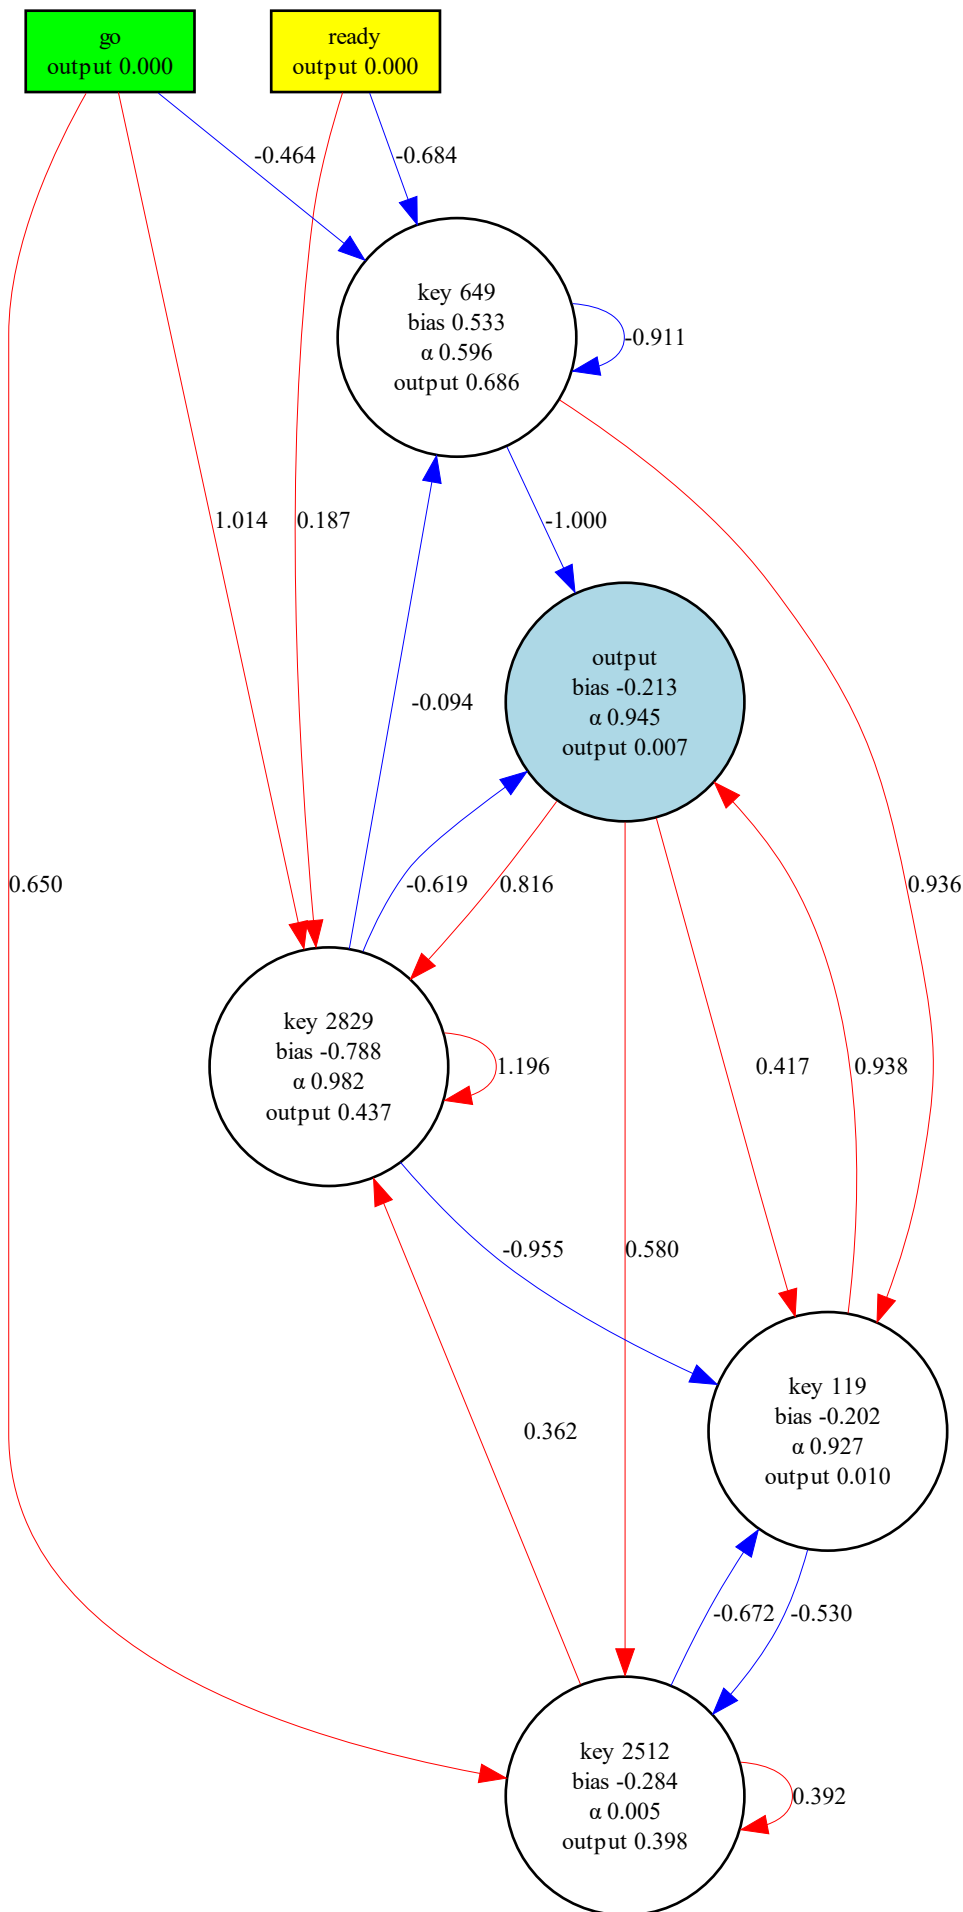 go
output 0.000
ready
output 0.000
-0.464
-0.684
key 649
bias 0.533
α 0.596
output 0.686
-0.911
1.014
0.187
-1.000
output
bias -0.213
α 0.945
output 0.007
-0.094
0.650
-0.619
0.816
0.936
key 2829
bias -0.788
α 0.982
output 0.437
1.196
0.417
0.938
-0.955
0.580
key 119
bias -0.202
α 0.927
output 0.010
0.362
-0.672
-0.530
key 2512
bias -0.284
α 0.005
output 0.398
0.392